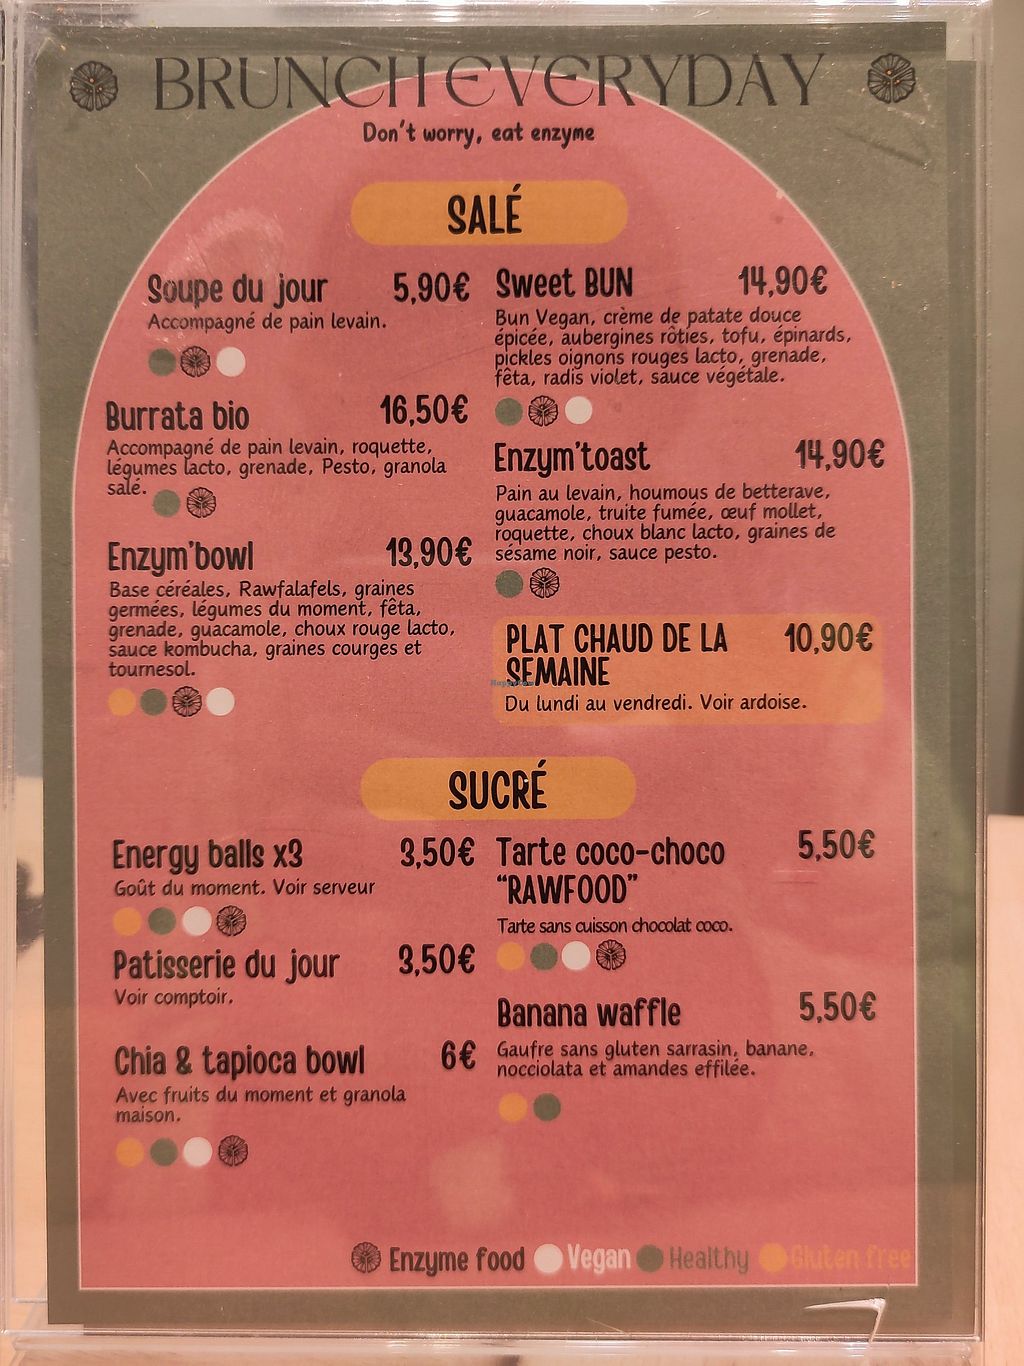 BRUNCH EVERYDAY
Don't worry, eat enzyme
SALÉ
Soupe du jour 5,90€
Accompagné de pain levain.
Burrata bio 16,50€
Accompagné de pain levain, roquette,
légumes lacto, grenade, Pesto, granola
salé.
Enzym'bowl 13,90€
Base céréales, Rawfalafels, graines
germées, légumes du moment, fêta,
grenade, guacamole, choux rouge lacto,
sauce kombucha, graines courges et
tournesol.
Sweet BUN 14,90€
Bun Vegan, crème de patate douce
épicée, aubergines rôties, tofu, épinards,
pickles oignons rouges lacto, grenade,
fêta, radis violet, sauce végétale.
Enzym'toast 14,90€
Pain au levain, houmous de betterave,
guacamole, truite fumée, œuf mollet,
roquette, choux blanc lacto, graines de
sésame noir, sauce pesto.
PLAT CHAUD DE LA 10,90€
SEMAINE
HappyCow
Du lundi au vendredi. Voir ardoise.
SUCRÉ
Energy balls x3 3,50€
Goût du moment. Voir serveur
Patisserie du jour 3,50€
Voir comptoir.
Chia & tapioca bowl 6€
Avec fruits du moment et granola
maison.
Tarte coco-choco 5,50€
"RAWFOOD"
Tarte sans cuisson chocolat coco.
Banana waffle 5,50€
Gaufre sans gluten sarrasin, banane,
nocciolata et amandes effilée.
Enzyme food Vegan Healthy Gluten free